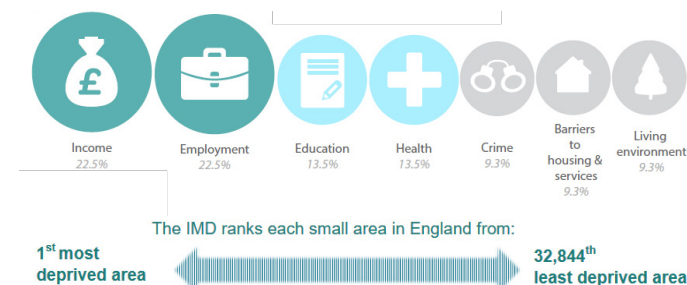 £
Income
22.5%
Employment
22.5%
Education
13.5%
Health
13.5%
Crime
9.3%
Barriers
to
housing &
services
9.3%
Living
environment
9.3%
The IMD ranks each small area in England from:
1st most
deprived area
32,844th
least deprived area